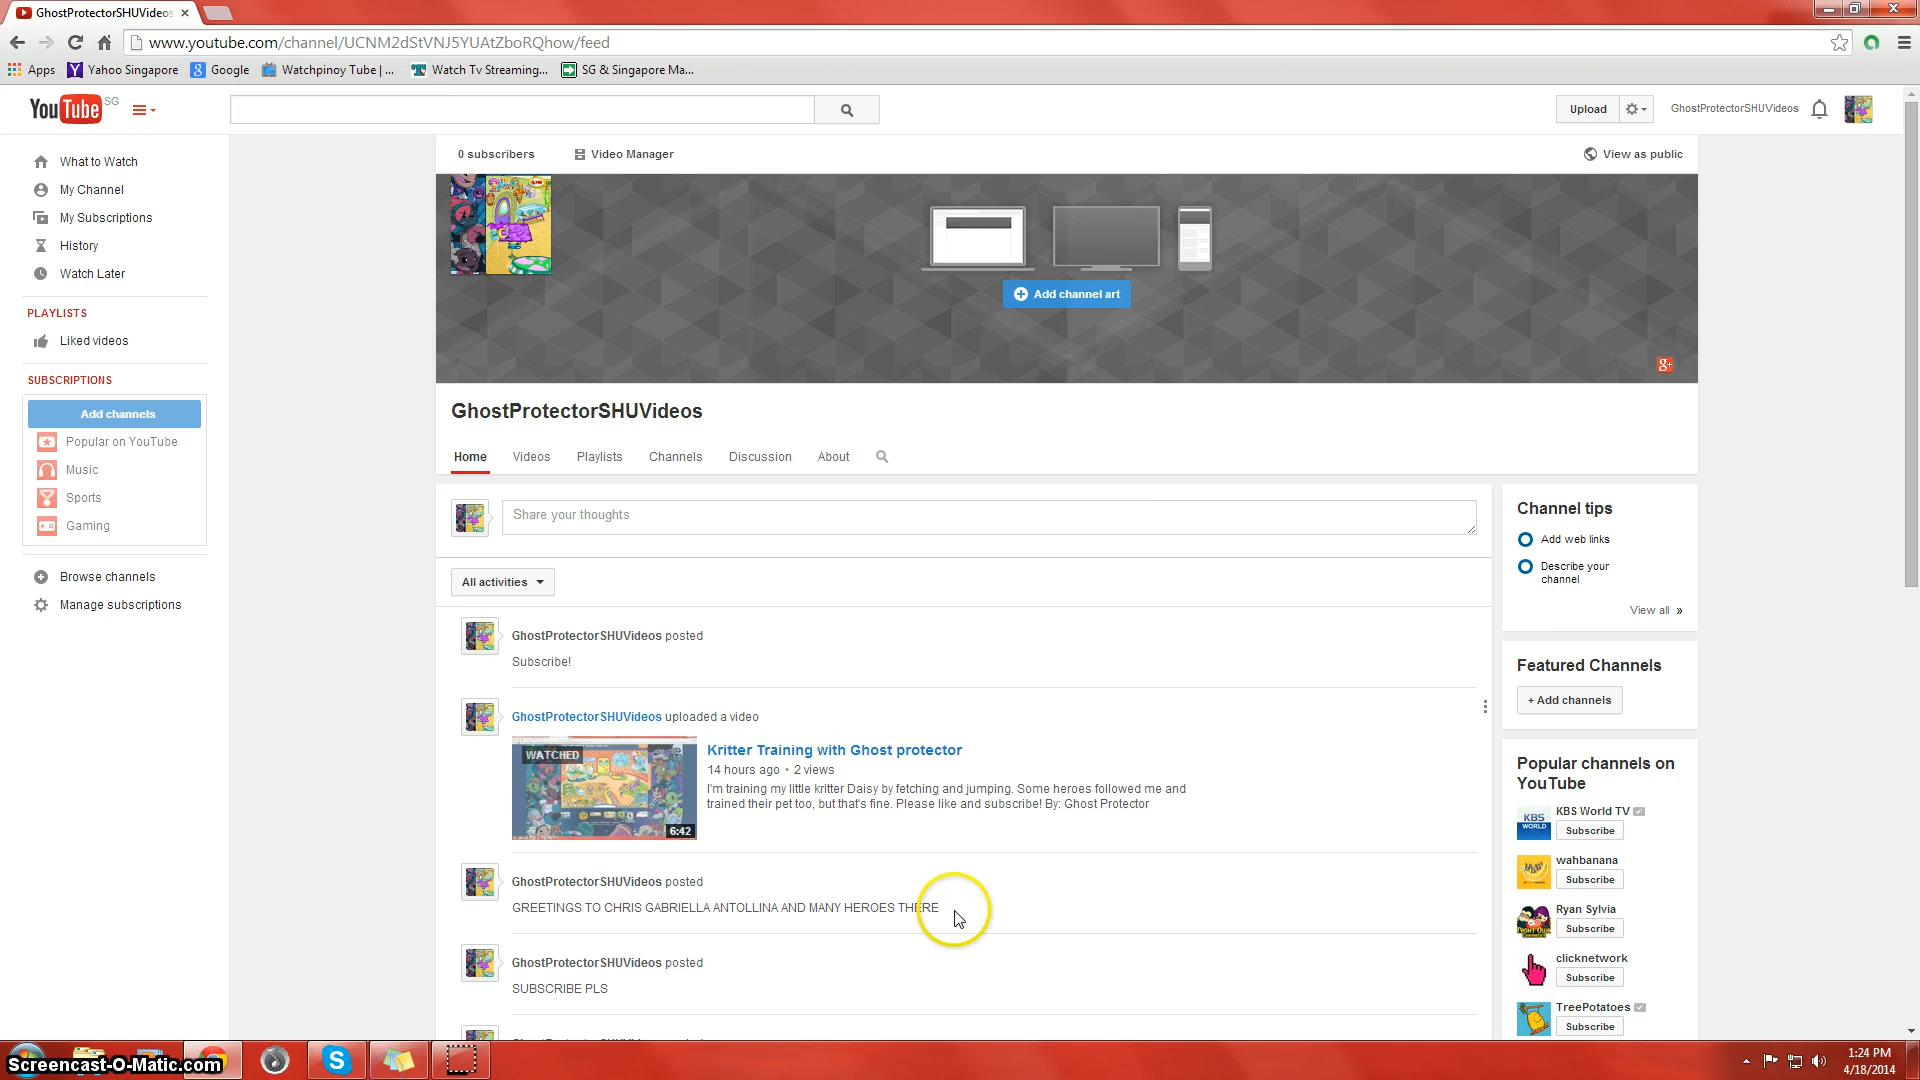 GhostProtectorSHUVideos
www.youtube.com/channel/UCNM2dStVNJ5YUAtZboRQhow/feed
Apps
Yahoo Singapore
Google
Watchpinoy Tube | ...
Watch Tv Streaming...
SG & Singapore Ma...
YouTube SG
Upload
GhostProtectorSHUVideos
What to Watch
My Channel
My Subscriptions
History
Watch Later
PLAYLISTS
Liked videos
SUBSCRIPTIONS
Add channels
Popular on YouTube
Music
Sports
Gaming
Browse channels
Manage subscriptions
0 subscribers
Video Manager
View as public
Add channel art
g+
GhostProtectorSHUVideos
Home
Videos
Playlists
Channels
Discussion
About
Share your thoughts
All activities
GhostProtectorSHUVideos posted
Subscribe!
GhostProtectorSHUVideos uploaded a video
WATCHED
6:42
Kritter Training with Ghost protector
14 hours ago • 2 views
I'm training my little kritter Daisy by fetching and jumping. Some heroes followed me and
trained their pet too, but that's fine. Please like and subscribe! By: Ghost Protector
GhostProtectorSHUVideos posted
GREETINGS TO CHRIS GABRIELLA ANTOLLINA AND MANY HEROES THERE
GhostProtectorSHUVideos posted
SUBSCRIBE PLS
Channel tips
Add web links
Describe your
channel
View all »
Featured Channels
+ Add channels
Popular channels on
YouTube
KBS World TV
KBS
WORLD
Subscribe
wahbanana
Subscribe
Ryan Sylvia
Subscribe
clicknetwork
Subscribe
TreePotatoes
Subscribe
Screencast-O-Matic.com
1:24 PM
4/18/2014